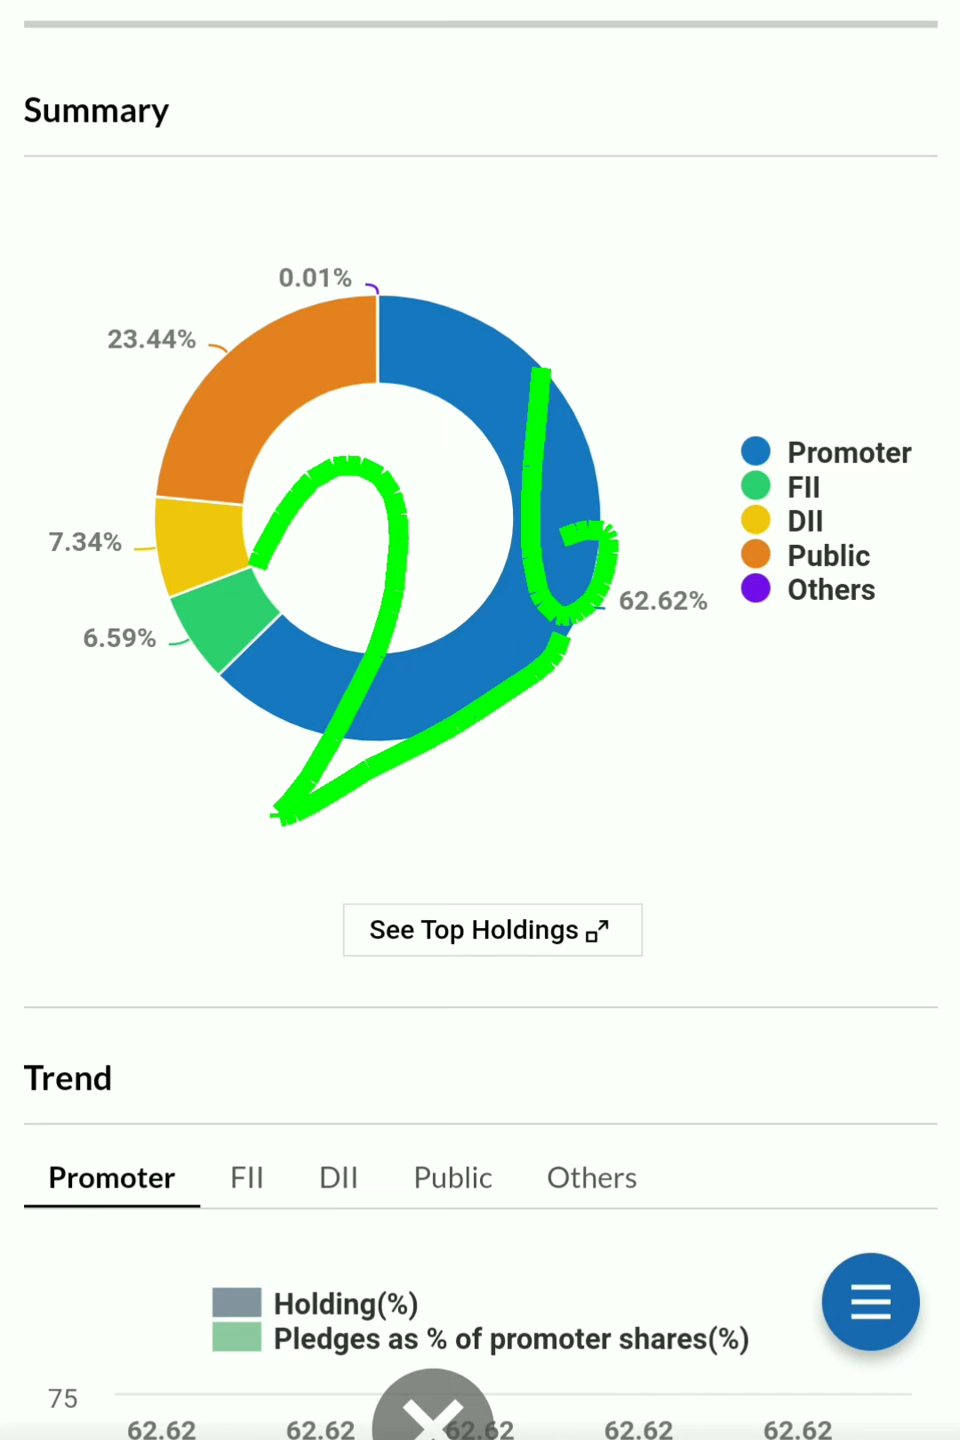 Summary
0.01%
23.44%
7.34%
6.59%
62.62%
Promoter
FII
DII
Public
Others
See Top Holdings
Trend
Promoter FII DII Public Others
Holding(%)
Pledges as % of promoter shares(%)
75
62.62 62.62 62.62 62.62 62.62